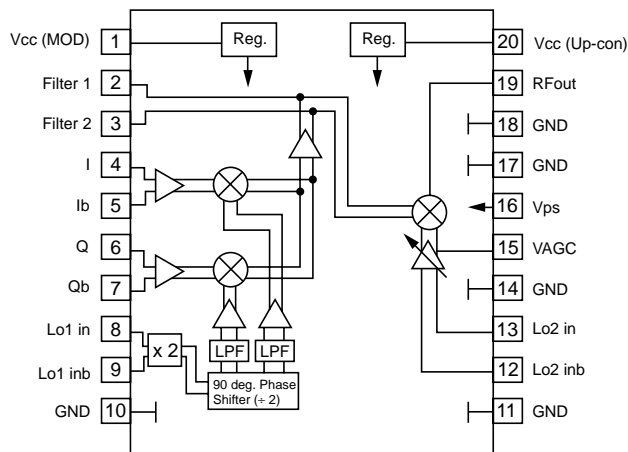 Vcc (MOD) 1 Reg. Reg. 20 Vcc (Up-con)
Filter 1 2 19 RFout
Filter 2 3 18 GND
I 4 17 GND
Ib 5 16 Vps
Q 6 15 VAGC
Qb 7 14 GND
Lo1 in 8 13 Lo2 in
x 2 LPF LPF
Lo1 inb 9 12 Lo2 inb
90 deg. Phase
Shifter (÷ 2)
GND 10 11 GND